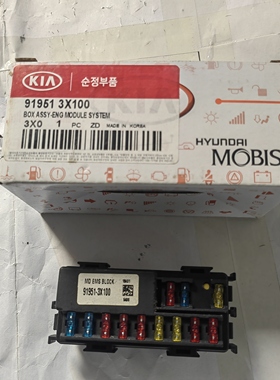 KIA 순정부품
91951 3X100
BOX ASSY-ENG MODULE SYSTEM
3X0 1 PC ZD MADE IN KOREA
HYUNDAI
MOBIS
MD EMS BLOCK
91951-3X100